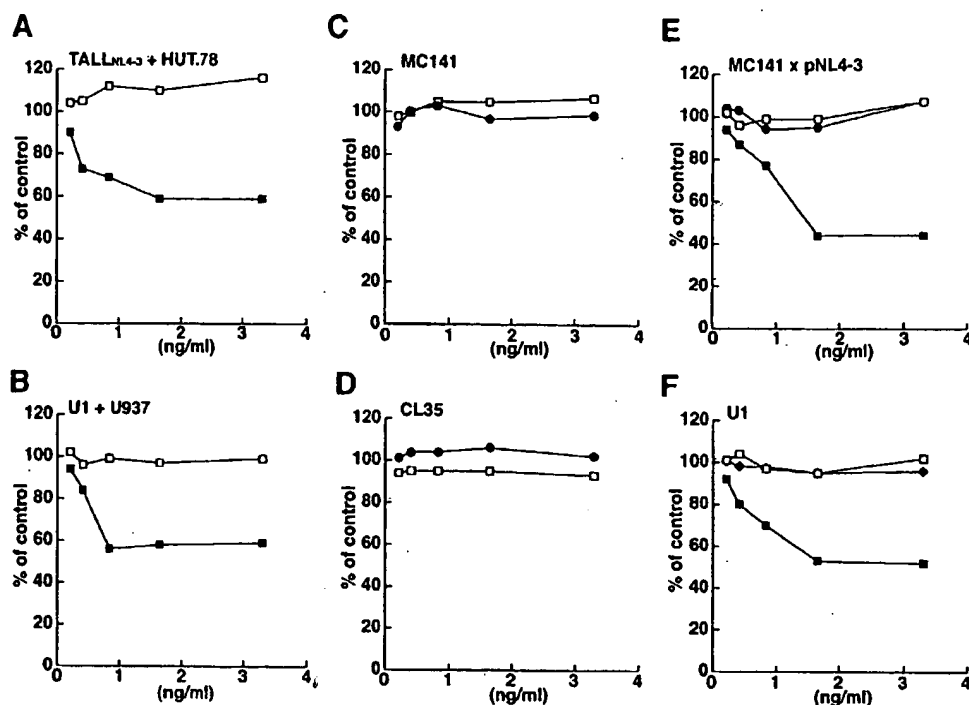 A
TALLNL4-3 + HUT.78
% of control
120
100
80
60
40
20
0
0 1 2 3 4
(ng/ml)
B
U1 + U937
% of control
120
100
80
60
40
20
0
0 1 2 3 4
(ng/ml)
C
MC141
% of control
120
100
80
60
40
20
0
0 1 2 3 4
(ng/ml)
D
CL35
% of control
120
100
80
60
40
20
0
0 1 2 3 4
(ng/ml)
E
MC141 x pNL4-3
% of control
120
100
80
60
40
20
0
0 1 2 3 4
(ng/ml)
F
U1
% of control
120
100
80
60
40
20
0
0 1 2 3 4
(ng/ml)